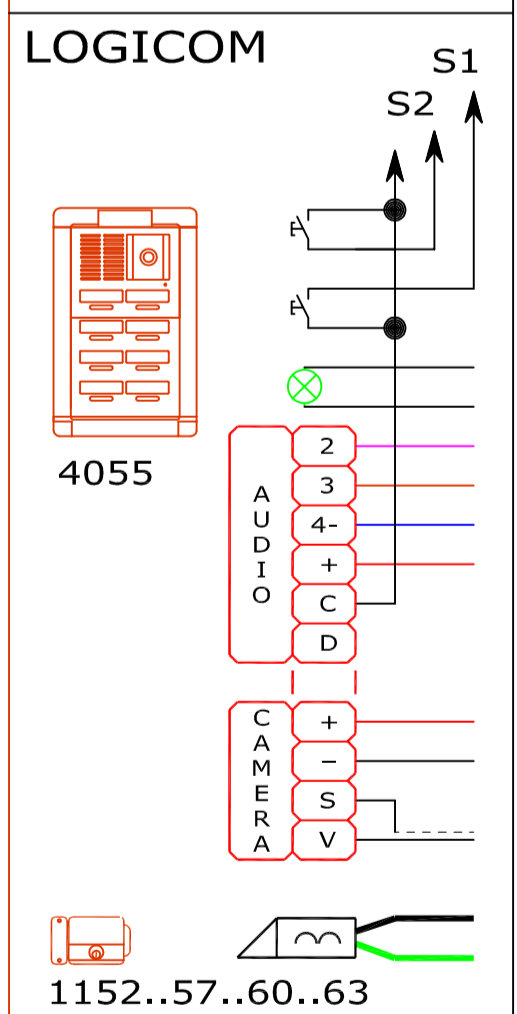 LOGICOM
S1
S2
4055
AUDIO
2
3
4-
+
C
D
CAMERA
+
-
S
V
1152..57..60..63